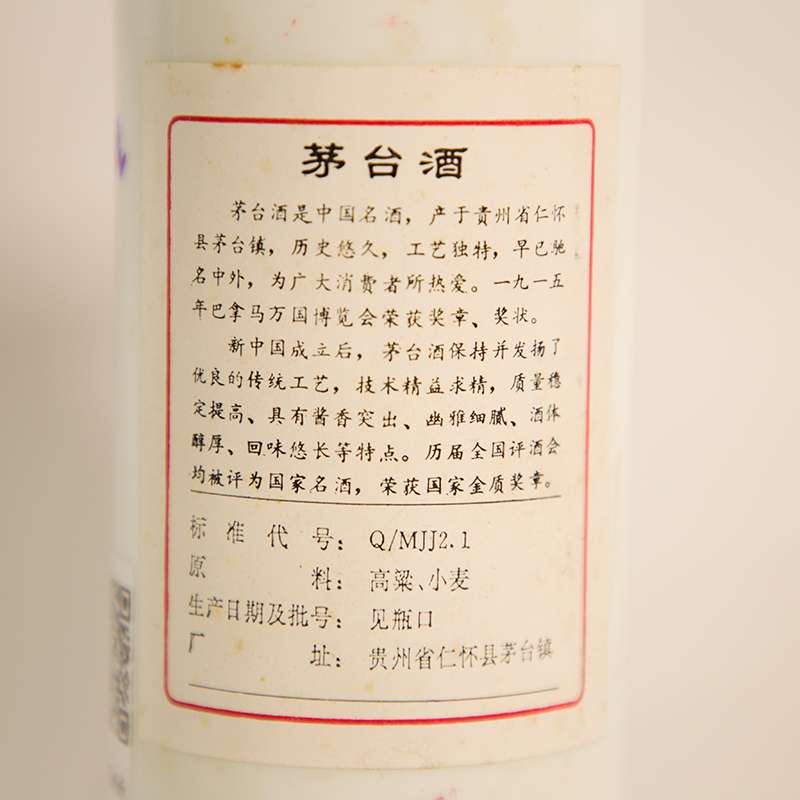 茅台酒
茅台酒是中国名酒，产于贵州省仁怀
县茅台镇，历史悠久，工艺独特，早已驰
名中外，为广大消费者所热爱。一九一五
年巴拿马万国博览会荣获奖章、奖状。
新中国成立后，茅台酒保持并发扬了
优良的传统工艺，技术精益求精，质量稳
定提高、具有酱香突出、幽雅细腻、酒体
醇厚、回味悠长等特点。历届全国评酒会
均被评为国家名酒，荣获国家金质奖章。
标准代号：Q/MJJ2.1
原料：高粱、小麦
生产日期及批号：见瓶口
厂址：贵州省仁怀县茅台镇